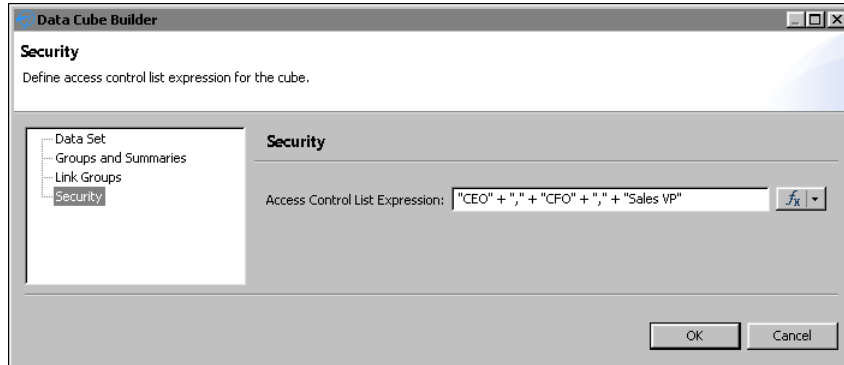 Data Cube Builder
Security
Define access control list expression for the cube.
Data Set
Groups and Summaries
Link Groups
Security
Security
Access Control List Expression: "CEO" + "," + "CFO" + "," + "Sales VP" fx
OK Cancel